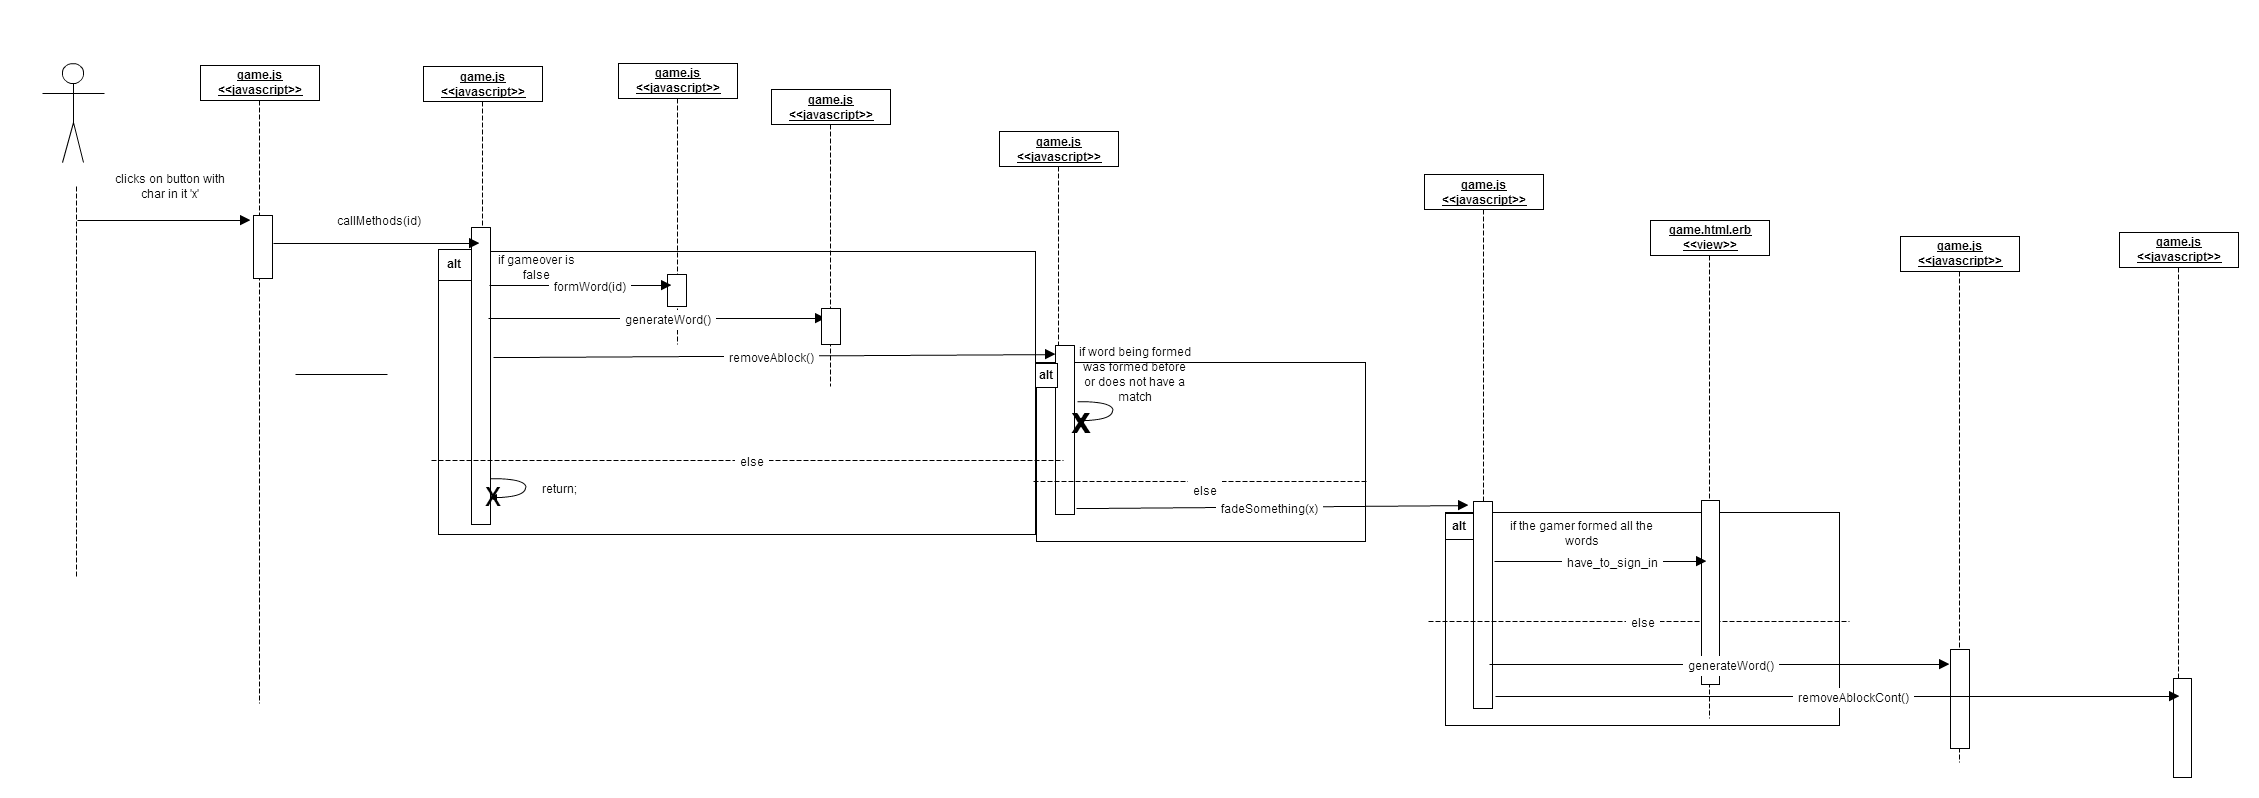 game.js
<<javascript>>
game.js
<<javascript>>
game.js
<<javascript>>
game.js
<<javascript>>
game.js
<<javascript>>
game.js
<<javascript>>
game.html.erb
<<view>>
game.js
<<javascript>>
game.js
<<javascript>>
clicks on button with
char in it 'x'
callMethods(id)
alt
if gameover is
false
formWord(id)
generateWord()
removeAblock()
alt
if word being formed
was formed before
or does not have a
match
X
else
X
return;
else
fadeSomething(x)
alt
if the gamer formed all the
words
have_to_sign_in
else
generateWord()
removeAblockCont()